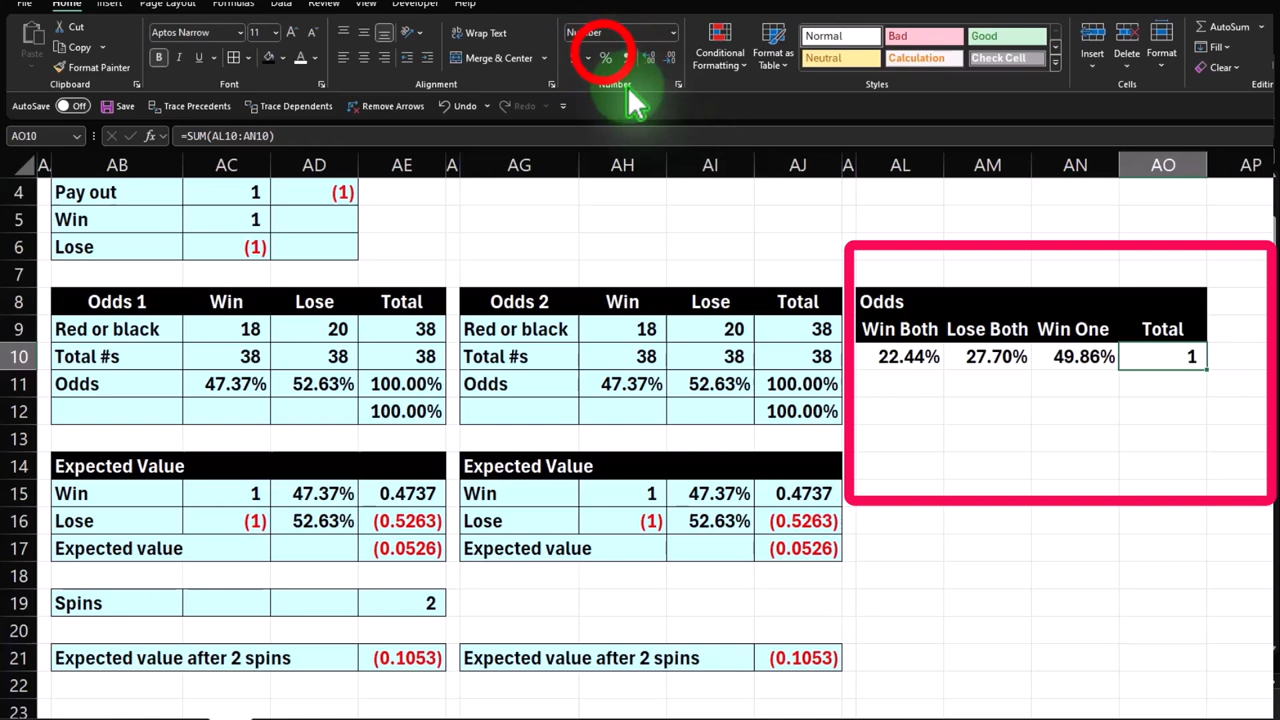 File Home Insert Page Layout Formulas Data Review View Developer Help
Cut
Copy
Paste
Format Painter
Clipboard
Aptos Narrow 11
B I U
Font
Wrap Text
Merge & Center
Alignment
Number
%
Number
Conditional
Formatting
Format as
Table
Normal Bad Good
Neutral Calculation Check Cell
Styles
Insert Delete Format
Cells
AutoSum
Fill
Clear
AutoSave Off Save Trace Precedents Trace Dependents Remove Arrows Undo Redo
AO10 fx =SUM(AL10:AN10)
A AB AC AD AE A AG AH AI AJ A AL AM AN AO AP
4 Pay out 1 (1)
5 Win 1
6 Lose (1)
7
8 Odds 1 Win Lose Total Odds 2 Win Lose Total Odds
9 Red or black 18 20 38 Red or black 18 20 38 Win Both Lose Both Win One Total
10 Total #s 38 38 38 Total #s 38 38 38 22.44% 27.70% 49.86% 1
11 Odds 47.37% 52.63% 100.00% Odds 47.37% 52.63% 100.00%
12 100.00% 100.00%
13
14 Expected Value Expected Value
15 Win 1 47.37% 0.4737 Win 1 47.37% 0.4737
16 Lose (1) 52.63% (0.5263) Lose (1) 52.63% (0.5263)
17 Expected value (0.0526) Expected value (0.0526)
18
19 Spins 2
20
21 Expected value after 2 spins (0.1053) Expected value after 2 spins (0.1053)
22
23